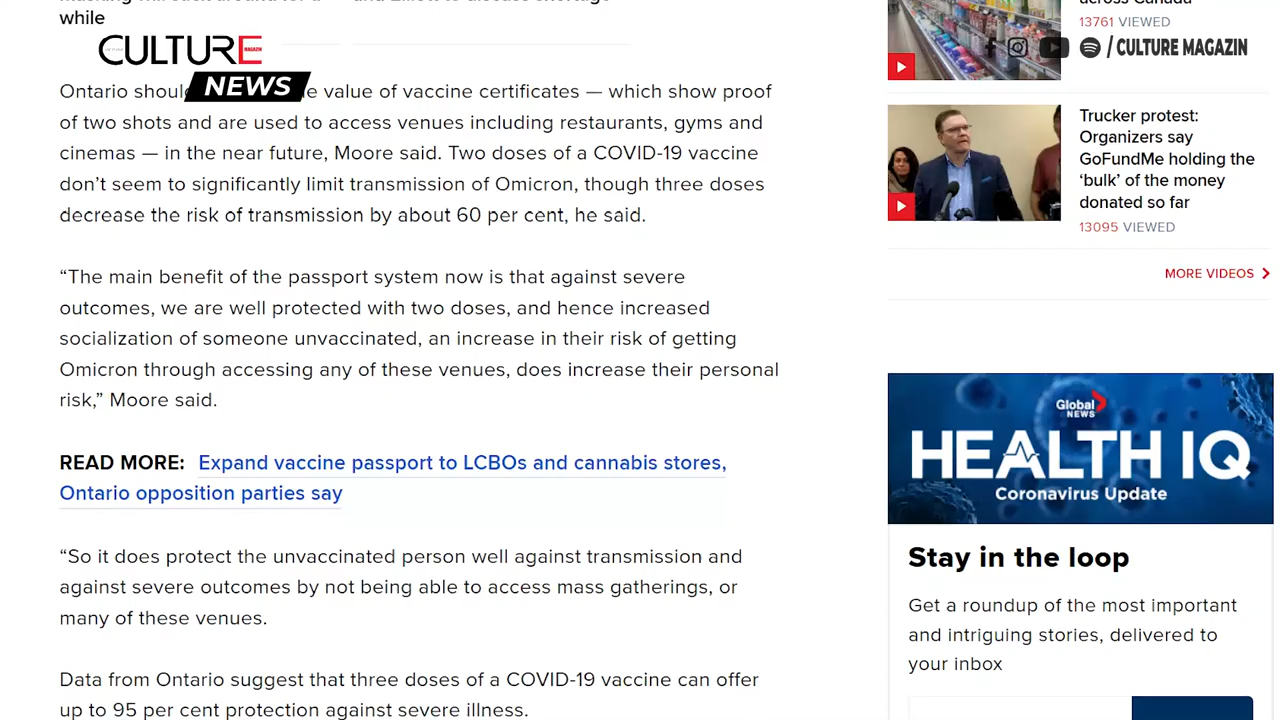 while
CULTURE
MAGAZIN
NEWS
Ontario should e value of vaccine certificates — which show proof
of two shots and are used to access venues including restaurants, gyms and
cinemas — in the near future, Moore said. Two doses of a COVID-19 vaccine
don’t seem to significantly limit transmission of Omicron, though three doses
decrease the risk of transmission by about 60 per cent, he said.
“The main benefit of the passport system now is that against severe
outcomes, we are well protected with two doses, and hence increased
socialization of someone unvaccinated, an increase in their risk of getting
Omicron through accessing any of these venues, does increase their personal
risk,” Moore said.
READ MORE: Expand vaccine passport to LCBOs and cannabis stores,
Ontario opposition parties say
“So it does protect the unvaccinated person well against transmission and
against severe outcomes by not being able to access mass gatherings, or
many of these venues.
Data from Ontario suggest that three doses of a COVID-19 vaccine can offer
up to 95 per cent protection against severe illness.
across Canada
13761 VIEWED
/ CULTURE MAGAZIN
Trucker protest:
Organizers say
GoFundMe holding the
‘bulk’ of the money
donated so far
13095 VIEWED
MORE VIDEOS
Global
NEWS
HEALTH IQ
Coronavirus Update
Stay in the loop
Get a roundup of the most important
and intriguing stories, delivered to
your inbox